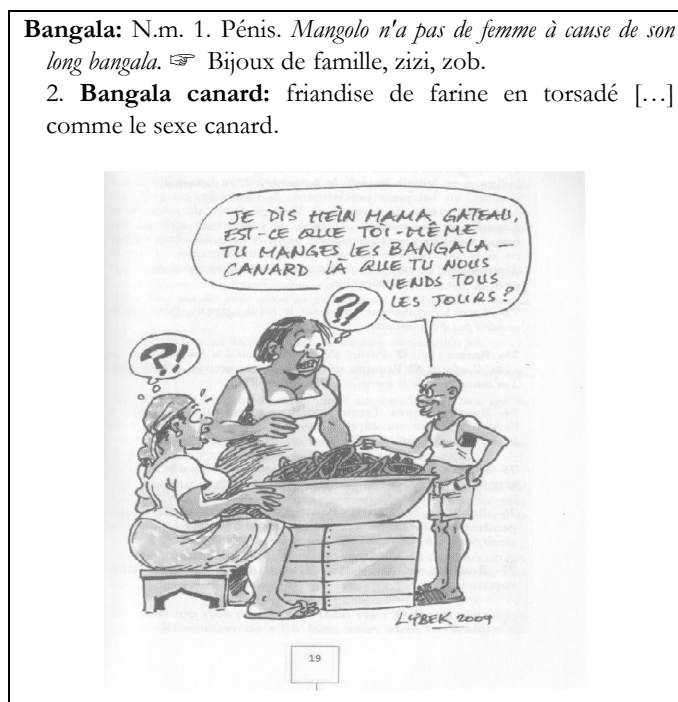 Bangala: N.m. 1. Pénis. Mangolo n'a pas de femme à cause de son
long bangala. ☞ Bijoux de famille, zizi, zob.
2. Bangala canard: friandise de farine en torsadé […]
comme le sexe canard.
JE DIS HEIN MAMA GATEAU,
EST-CE QUE TOI-MÊME
TU MANGES LES BANGALA-
CANARD LÀ QUE TU NOUS
VENDS TOUS
LES JOURS?
?!
?!
LYBEK 2009
19